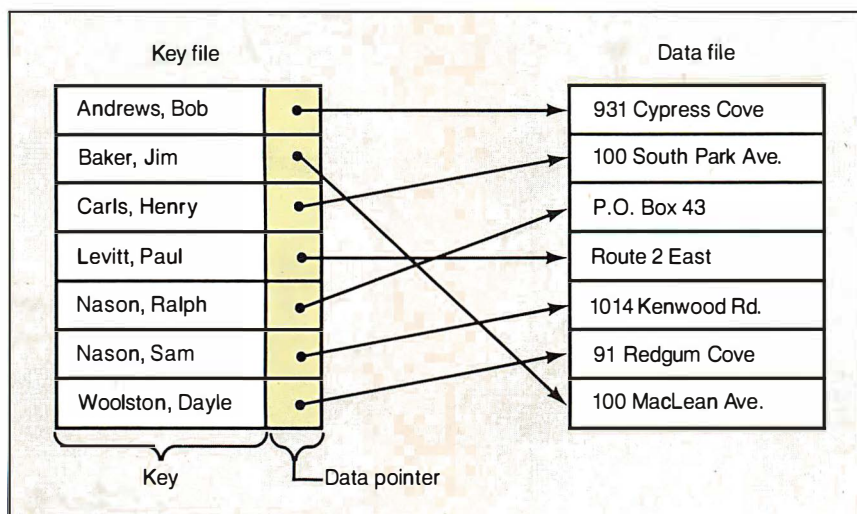 Key file
Data file
Andrews, Bob
931 Cypress Cove
Baker, Jim
100 South Park Ave.
Carls, Henry
P.O. Box 43
Levitt, Paul
Route 2 East
Nason, Ralph
1014 Kenwood Rd.
Nason, Sam
91 Redgum Cove
Woolston, Dayle
100 MacLean Ave.
Key
Data pointer